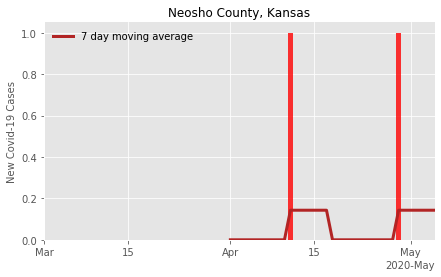 Neosho County, Kansas
7 day moving average
New Covid-19 Cases
1.0
0.8
0.6
0.4
0.2
0.0
Mar
15
Apr
15
May
2020-May